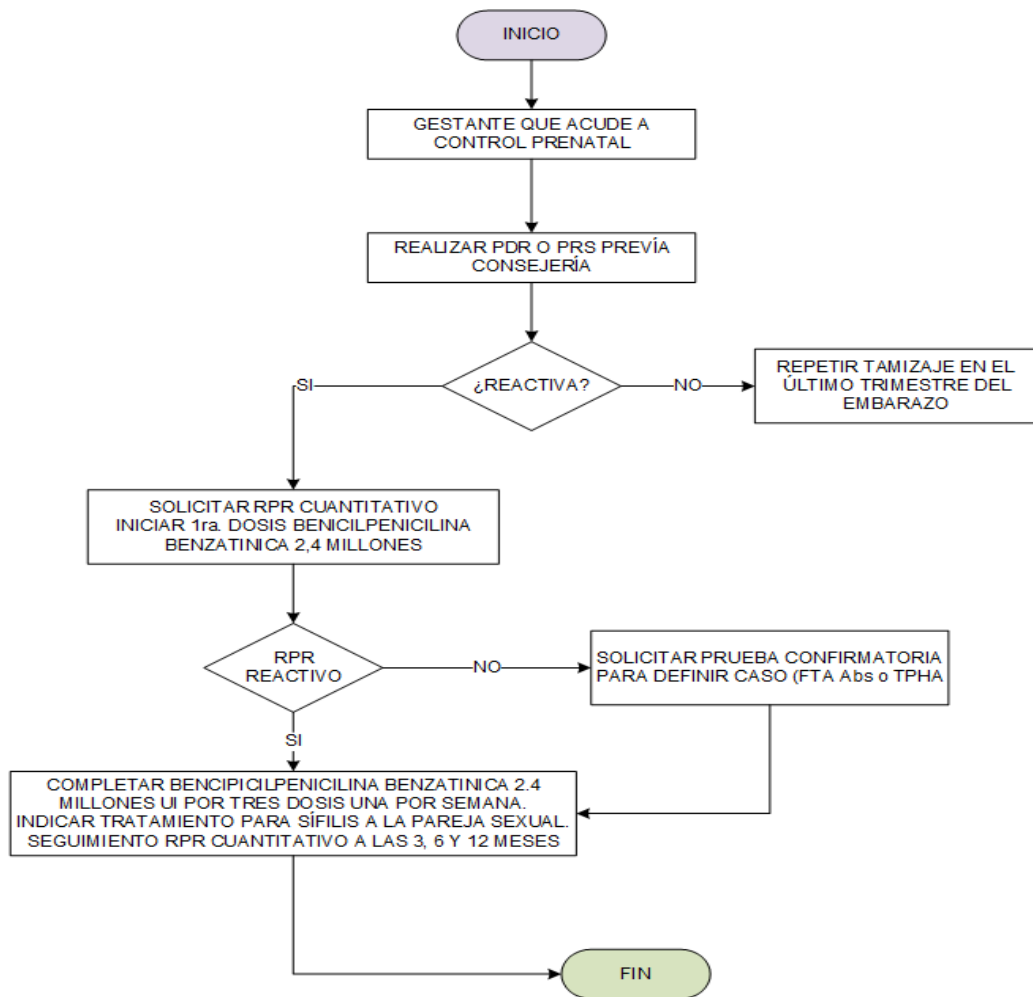 INICIO
GESTANTE QUE ACUDE A
CONTROL PRENATAL
REALIZAR PDR O PRS PREVÍA
CONSEJERÍA
¿REACTIVA?
SI
NO
REPETIR TAMIZAJE EN EL
ÚLTIMO TRIMESTRE DEL
EMBARAZO
SOLICITAR RPR CUANTITATIVO
INICIAR 1ra. DOSIS BENICILPENICILINA
BENZATINICA 2,4 MILLONES
RPR
REACTIVO
NO
SOLICITAR PRUEBA CONFIRMATORIA
PARA DEFINIR CASO (FTA Abs o TPHA
SI
COMPLETAR BENCIPICILPENICILINA BENZATINICA 2.4
MILLONES UI POR TRES DOSIS UNA POR SEMANA.
INDICAR TRATAMIENTO PARA SÍFILIS A LA PAREJA SEXUAL.
SEGUIMIENTO RPR CUANTITATIVO A LAS 3, 6 Y 12 MESES
FIN